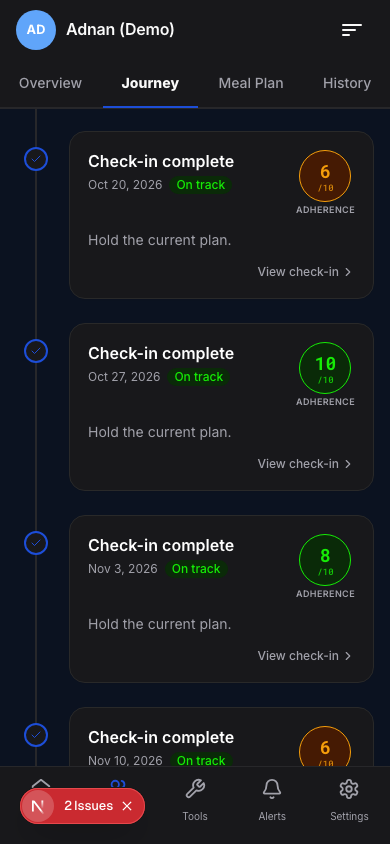 AD
Adnan (Demo)
Overview
Journey
Meal Plan
History
Check-in complete
Oct 20, 2026
On track
6
/10
ADHERENCE
Hold the current plan.
View check-in
Check-in complete
Oct 27, 2026
On track
10
/10
ADHERENCE
Hold the current plan.
View check-in
Check-in complete
Nov 3, 2026
On track
8
/10
ADHERENCE
Hold the current plan.
View check-in
Check-in complete
Nov 10, 2026
On track
6
N
2 Issues
Tools
Alerts
Settings